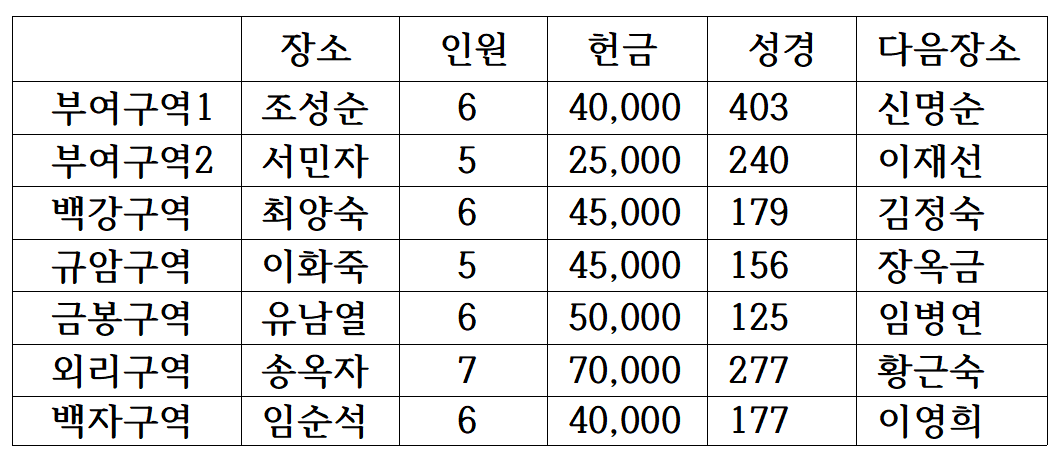 장소 인원 헌금 성경 다음장소
부여구역1 조성순 6 40,000 403 신명순
부여구역2 서민자 5 25,000 240 이재선
백강구역 최양숙 6 45,000 179 김정숙
규암구역 이화죽 5 45,000 156 장옥금
금봉구역 유남열 6 50,000 125 임병연
외리구역 송옥자 7 70,000 277 황근숙
백자구역 임순석 6 40,000 177 이영희